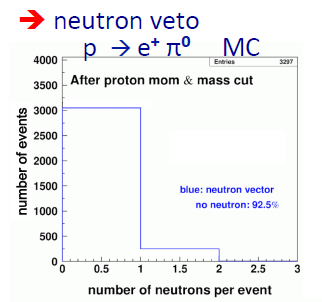 ➔ neutron veto
p → e⁺ π⁰ MC
Entries 3297
After proton mom & mass cut
number of events
4000
3500
3000
2500
2000
1500
1000
500
0
blue: neutron vector
no neutron: 92.5%
0 0.5 1 1.5 2 2.5 3
number of neutrons per event